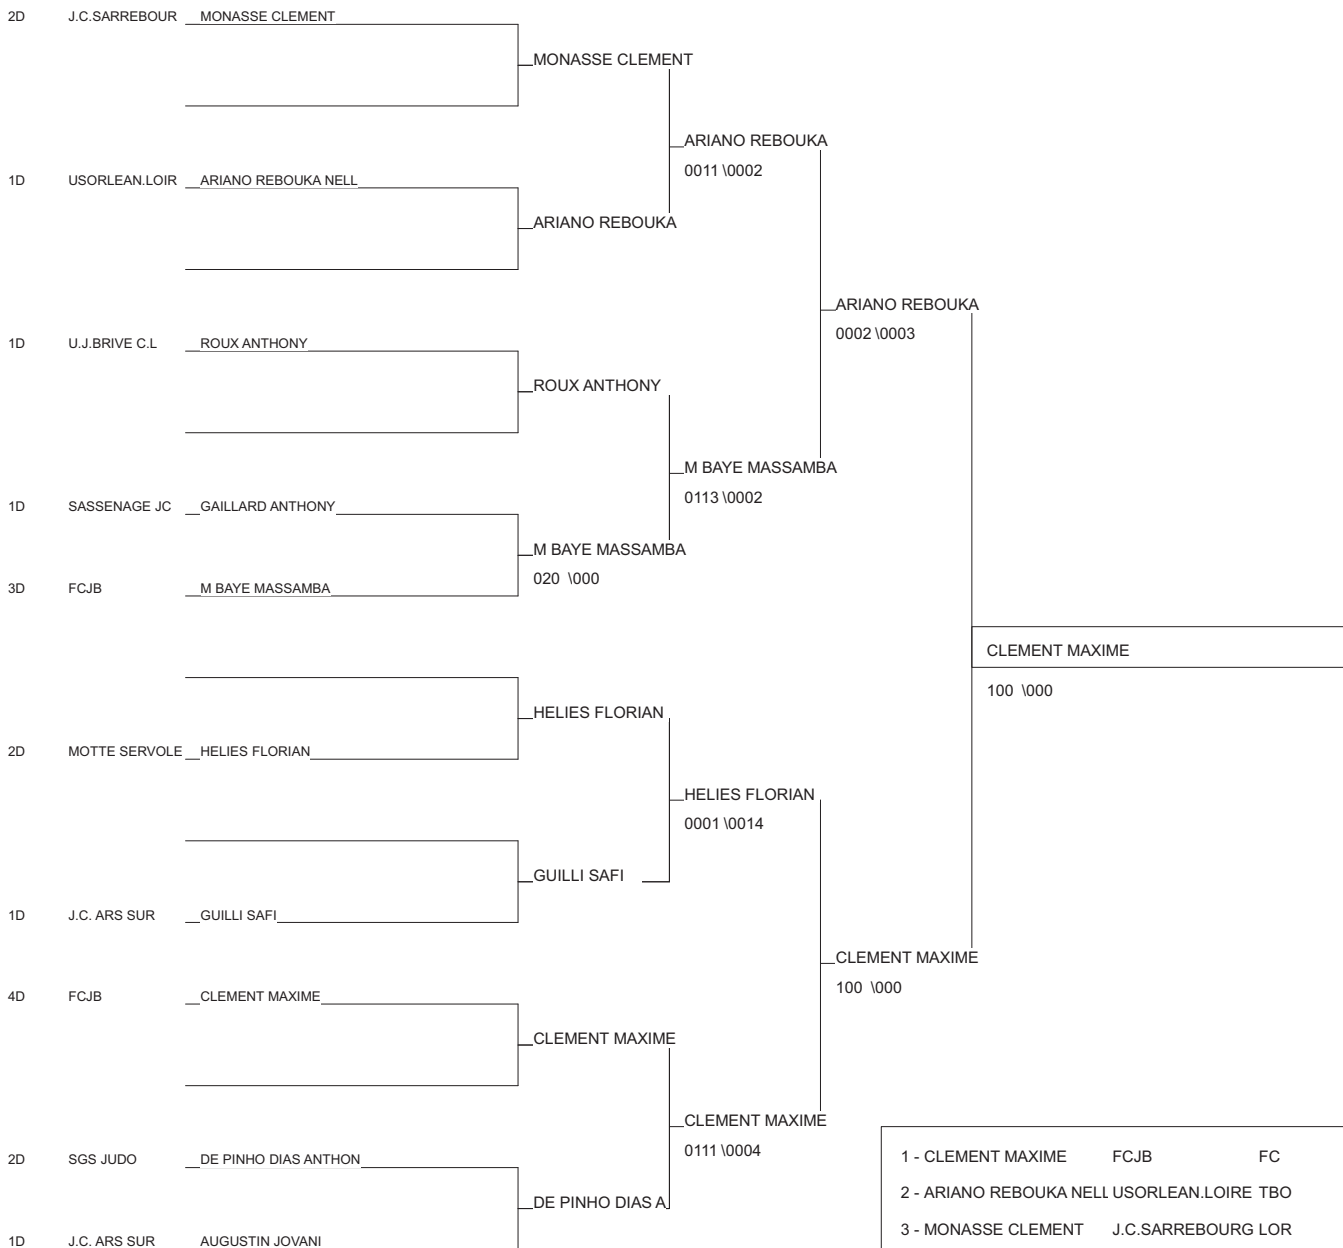 2D J.C.SARREBOUR MONASSE CLEMENT
MONASSE CLEMENT
ARIANO REBOUKA
0011 \0002
1D USORLEAN.LOIR ARIANO REBOUKA NELL
ARIANO REBOUKA
ARIANO REBOUKA
0002 \0003
1D U.J.BRIVE C.L ROUX ANTHONY
ROUX ANTHONY
M BAYE MASSAMBA
0113 \0002
1D SASSENAGE JC GAILLARD ANTHONY
M BAYE MASSAMBA
020 \000
3D FCJB M BAYE MASSAMBA
CLEMENT MAXIME
100 \000
HELIES FLORIAN
2D MOTTE SERVOLE HELIES FLORIAN
HELIES FLORIAN
0001 \0014
GUILLI SAFI
1D J.C. ARS SUR GUILLI SAFI
CLEMENT MAXIME
100 \000
4D FCJB CLEMENT MAXIME
CLEMENT MAXIME
CLEMENT MAXIME
0111 \0004
2D SGS JUDO DE PINHO DIAS ANTHON
DE PINHO DIAS A
1D J.C. ARS SUR AUGUSTIN JOVANI
1 - CLEMENT MAXIME FCJB FC
2 - ARIANO REBOUKA NELL USORLEAN.LOIRE TBO
3 - MONASSE CLEMENT J.C.SARREBOURG LOR